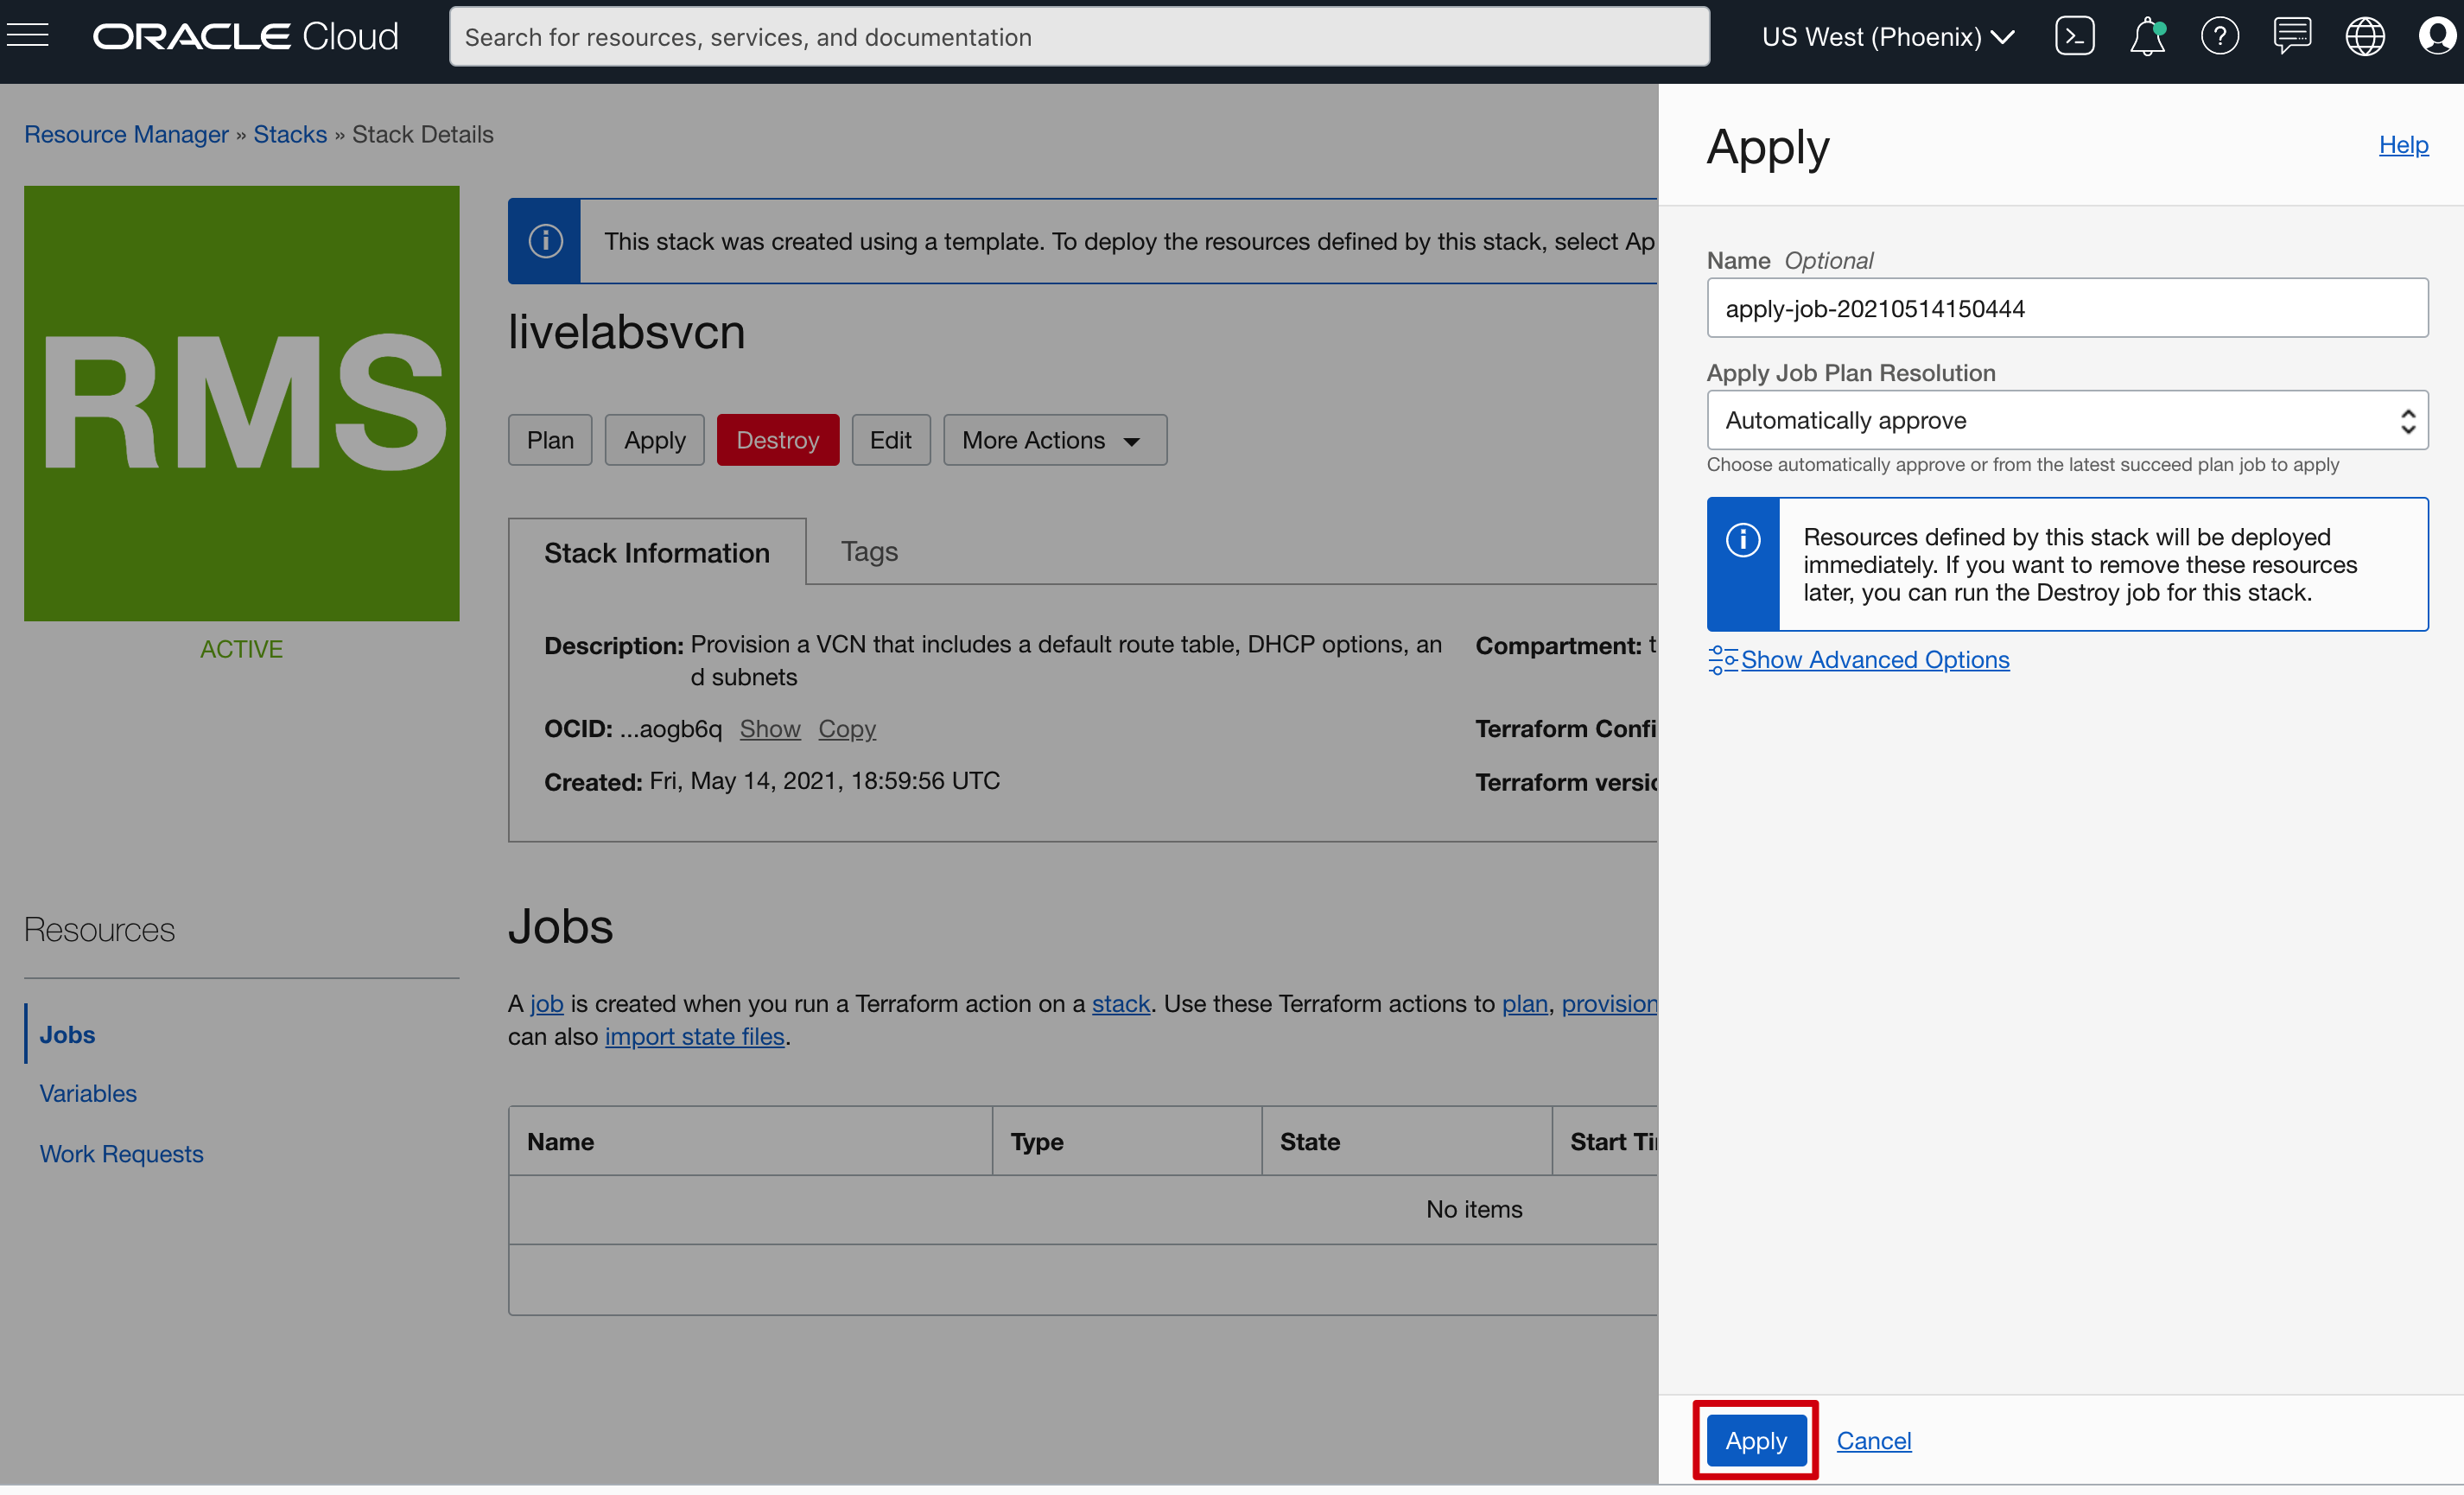 ORACLE Cloud
Search for resources, services, and documentation
US West (Phoenix)
Resource Manager » Stacks » Stack Details
RMS
ACTIVE
This stack was created using a template. To deploy the resources defined by this stack, select Ap
livelabsvcn
Plan
Apply
Destroy
Edit
More Actions
Stack Information
Tags
Description: Provision a VCN that includes a default route table, DHCP options, an
d subnets
Compartment: t
OCID: ...aogb6q Show Copy
Terraform Confi
Created: Fri, May 14, 2021, 18:59:56 UTC
Terraform versio
Resources
Jobs
Variables
Work Requests
Jobs
A job is created when you run a Terraform action on a stack. Use these Terraform actions to plan, provision
can also import state files.
Name
Type
State
Start Ti
No items
Apply
Help
Name Optional
apply-job-20210514150444
Apply Job Plan Resolution
Automatically approve
Choose automatically approve or from the latest succeed plan job to apply
Resources defined by this stack will be deployed
immediately. If you want to remove these resources
later, you can run the Destroy job for this stack.
Show Advanced Options
Apply
Cancel